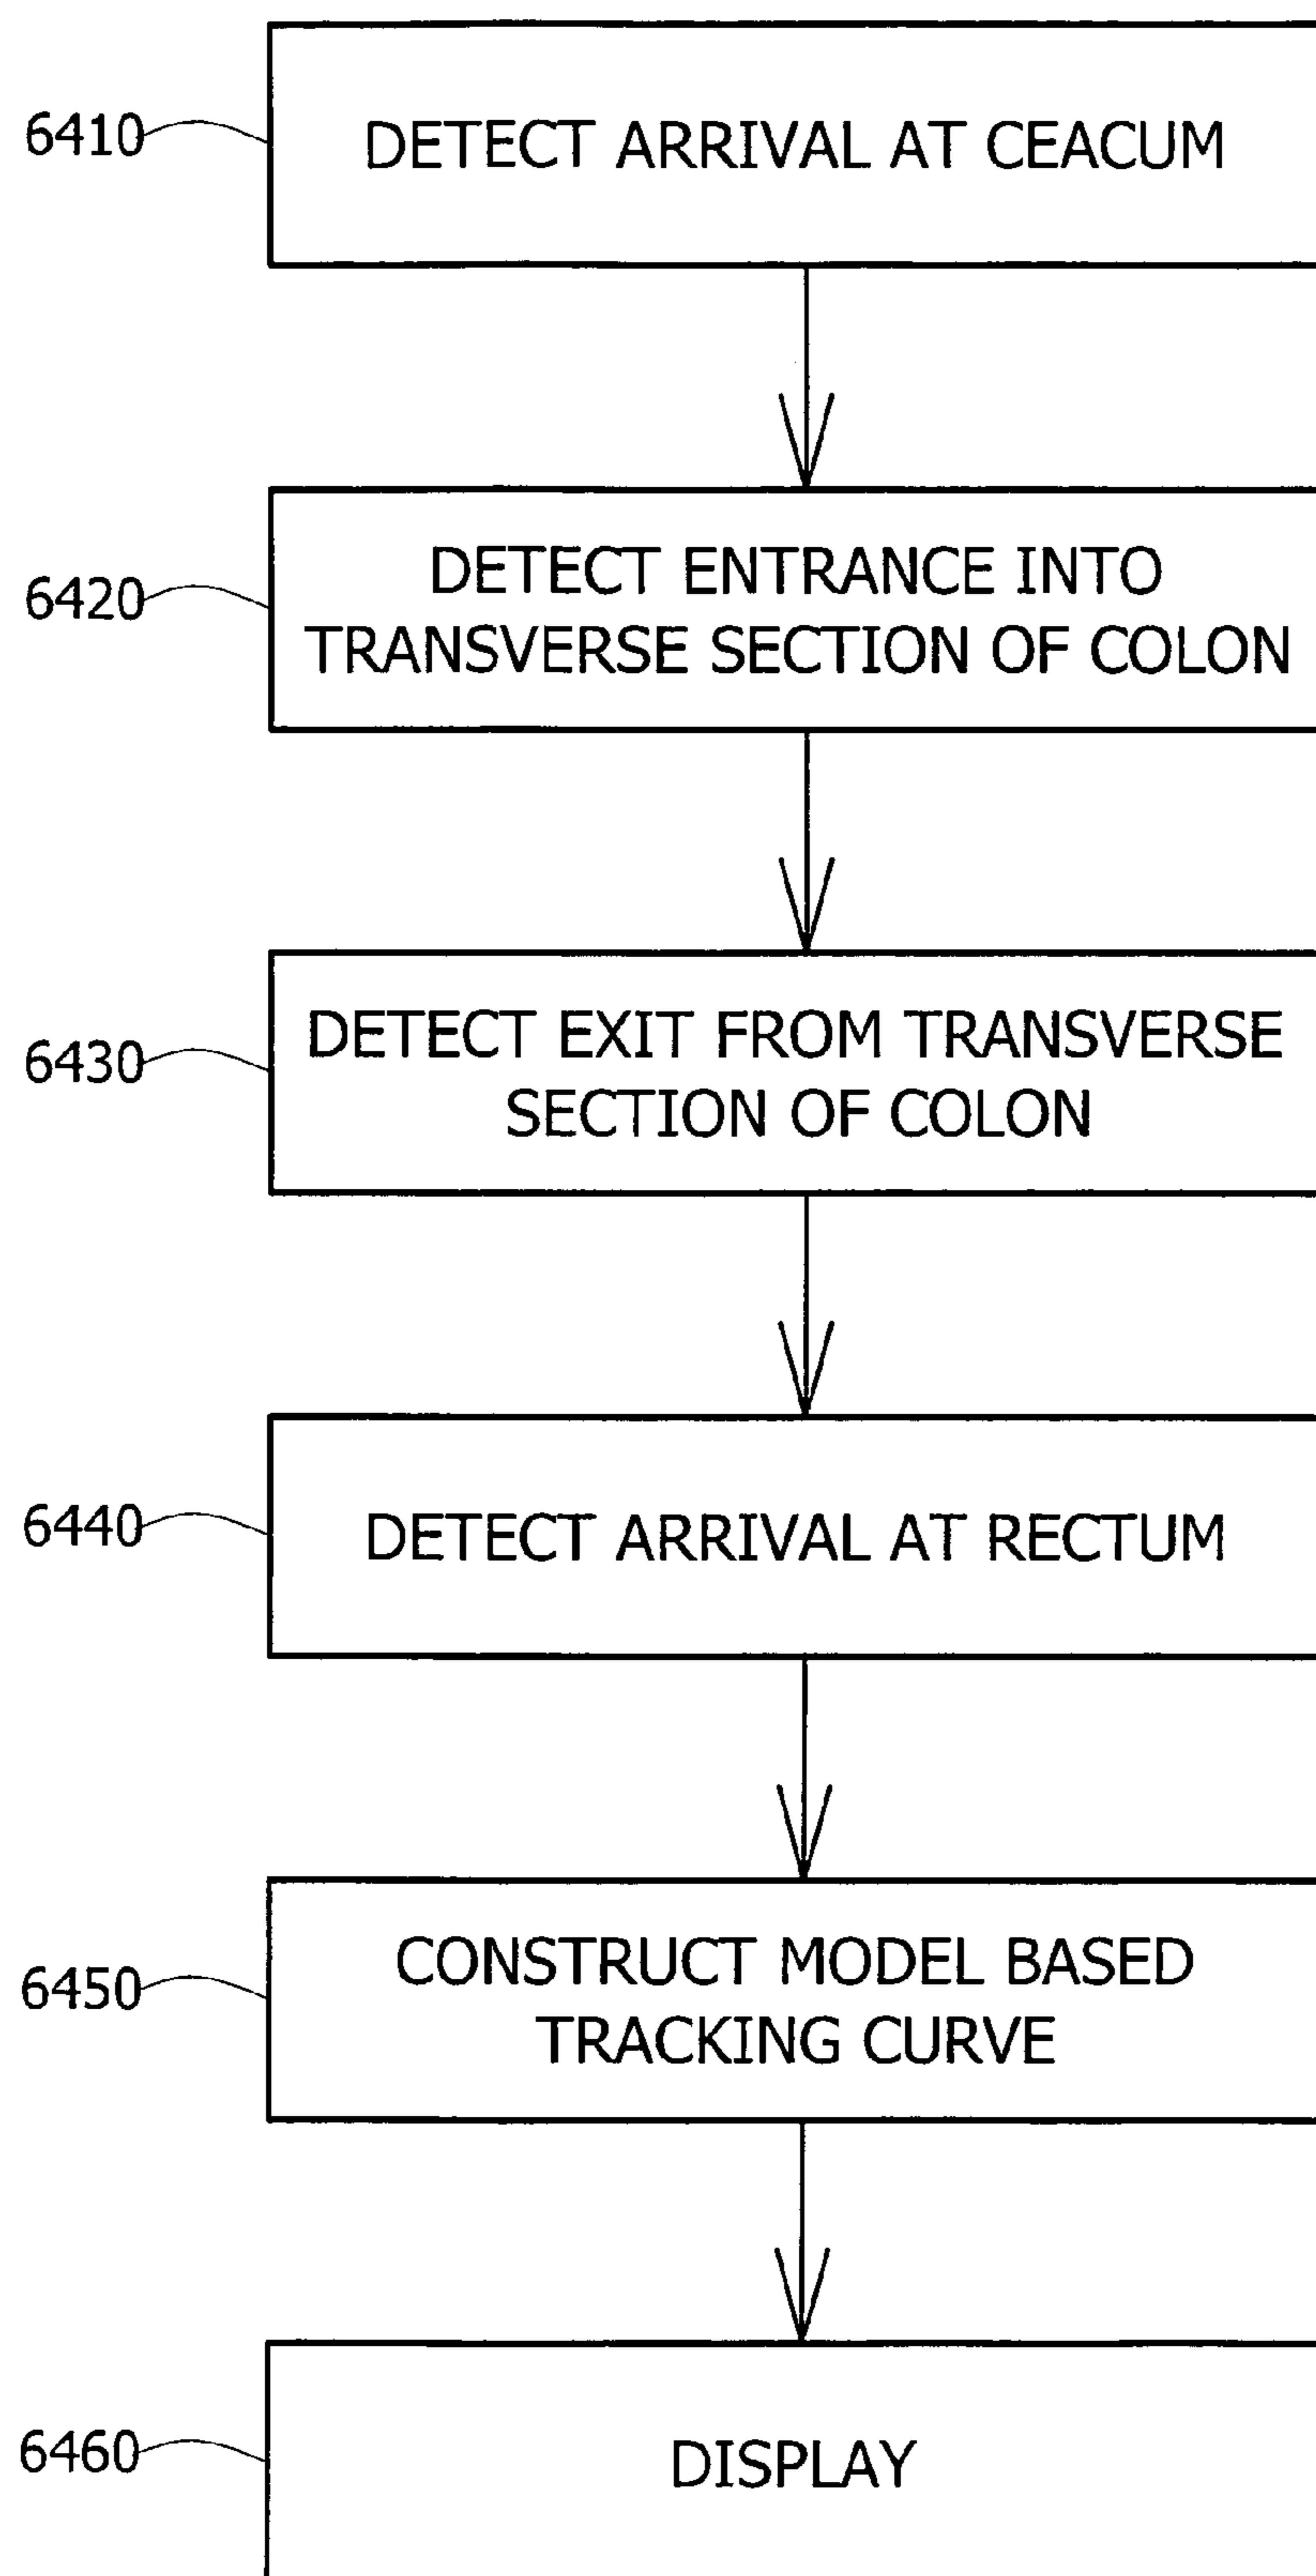 6410
DETECT ARRIVAL AT CEACUM
6420
DETECT ENTRANCE INTO
TRANSVERSE SECTION OF COLON
6430
DETECT EXIT FROM TRANSVERSE
SECTION OF COLON
6440
DETECT ARRIVAL AT RECTUM
6450
CONSTRUCT MODEL BASED
TRACKING CURVE
6460
DISPLAY